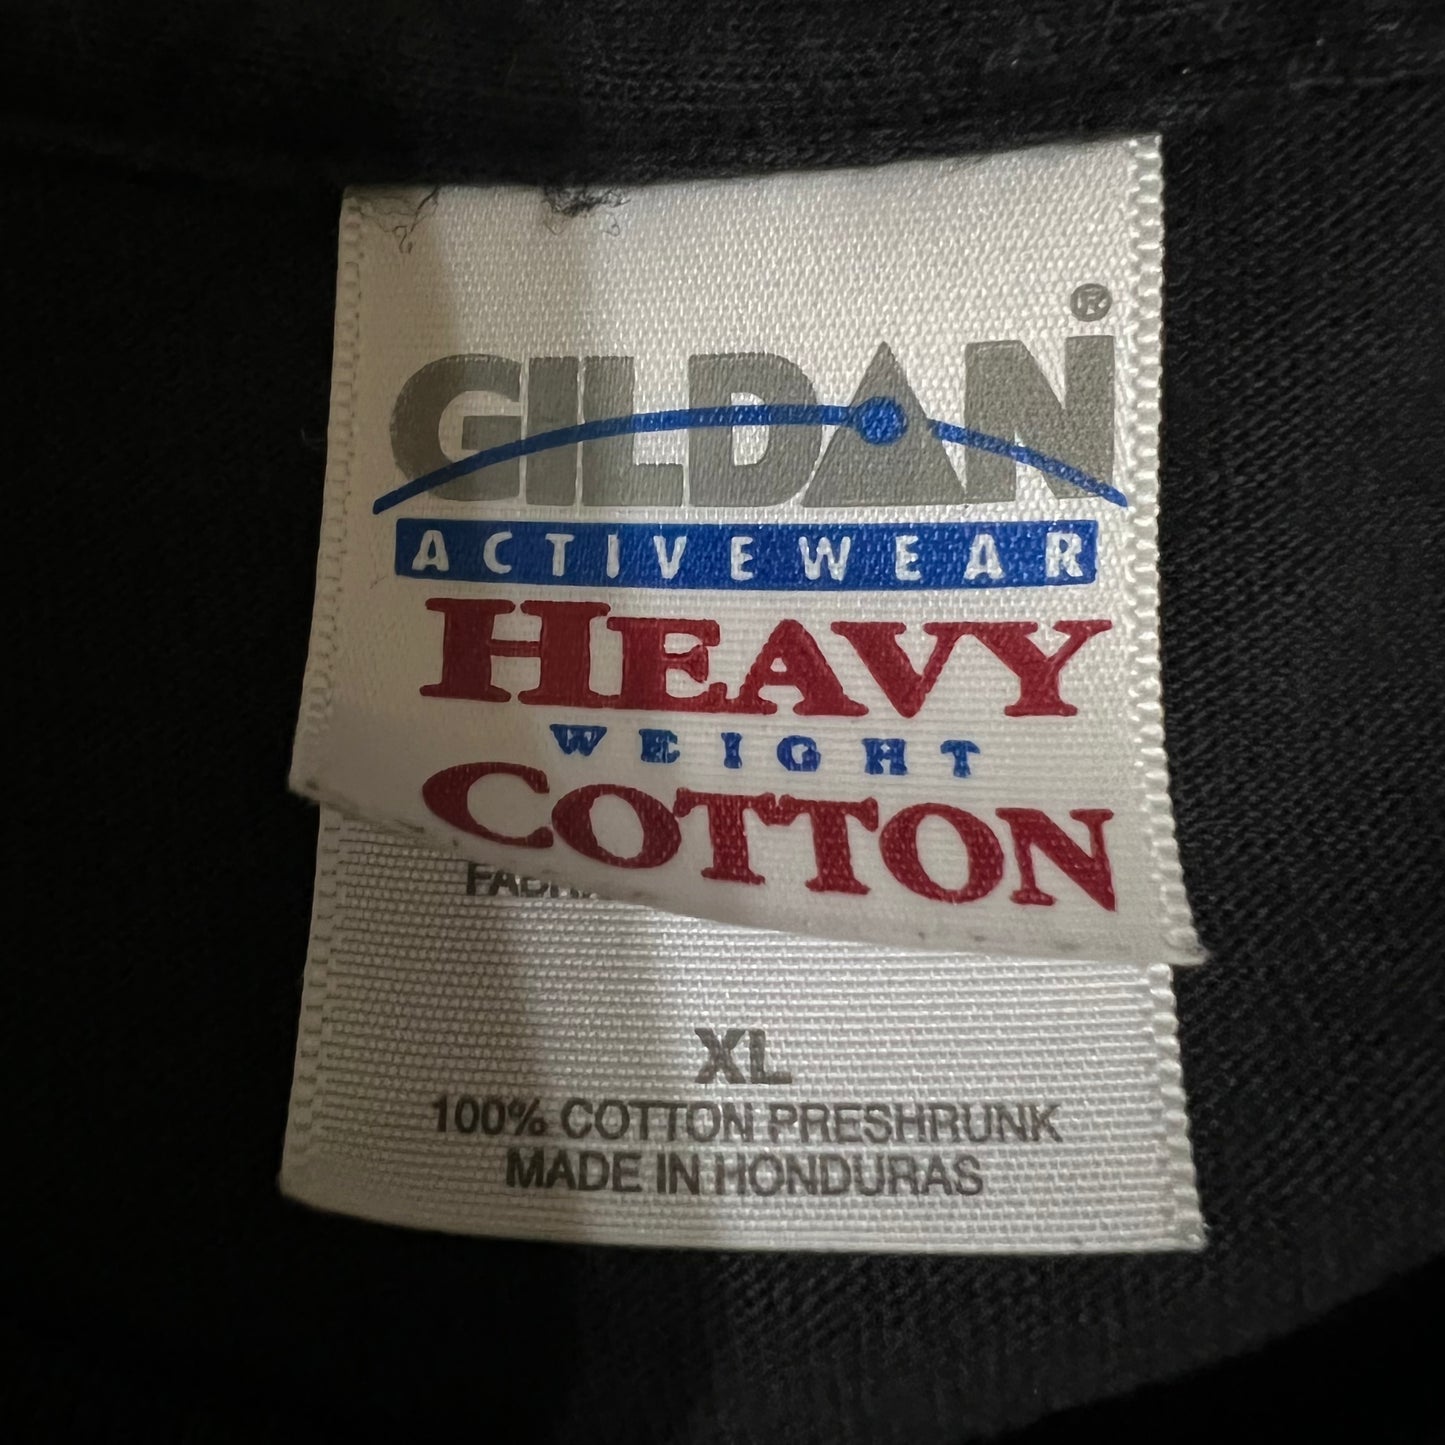 GILDAN®
ACTIVEWEAR
HEAVY
WEIGHT
COTTON
XL
100% COTTON PRESHRUNK
MADE IN HONDURAS